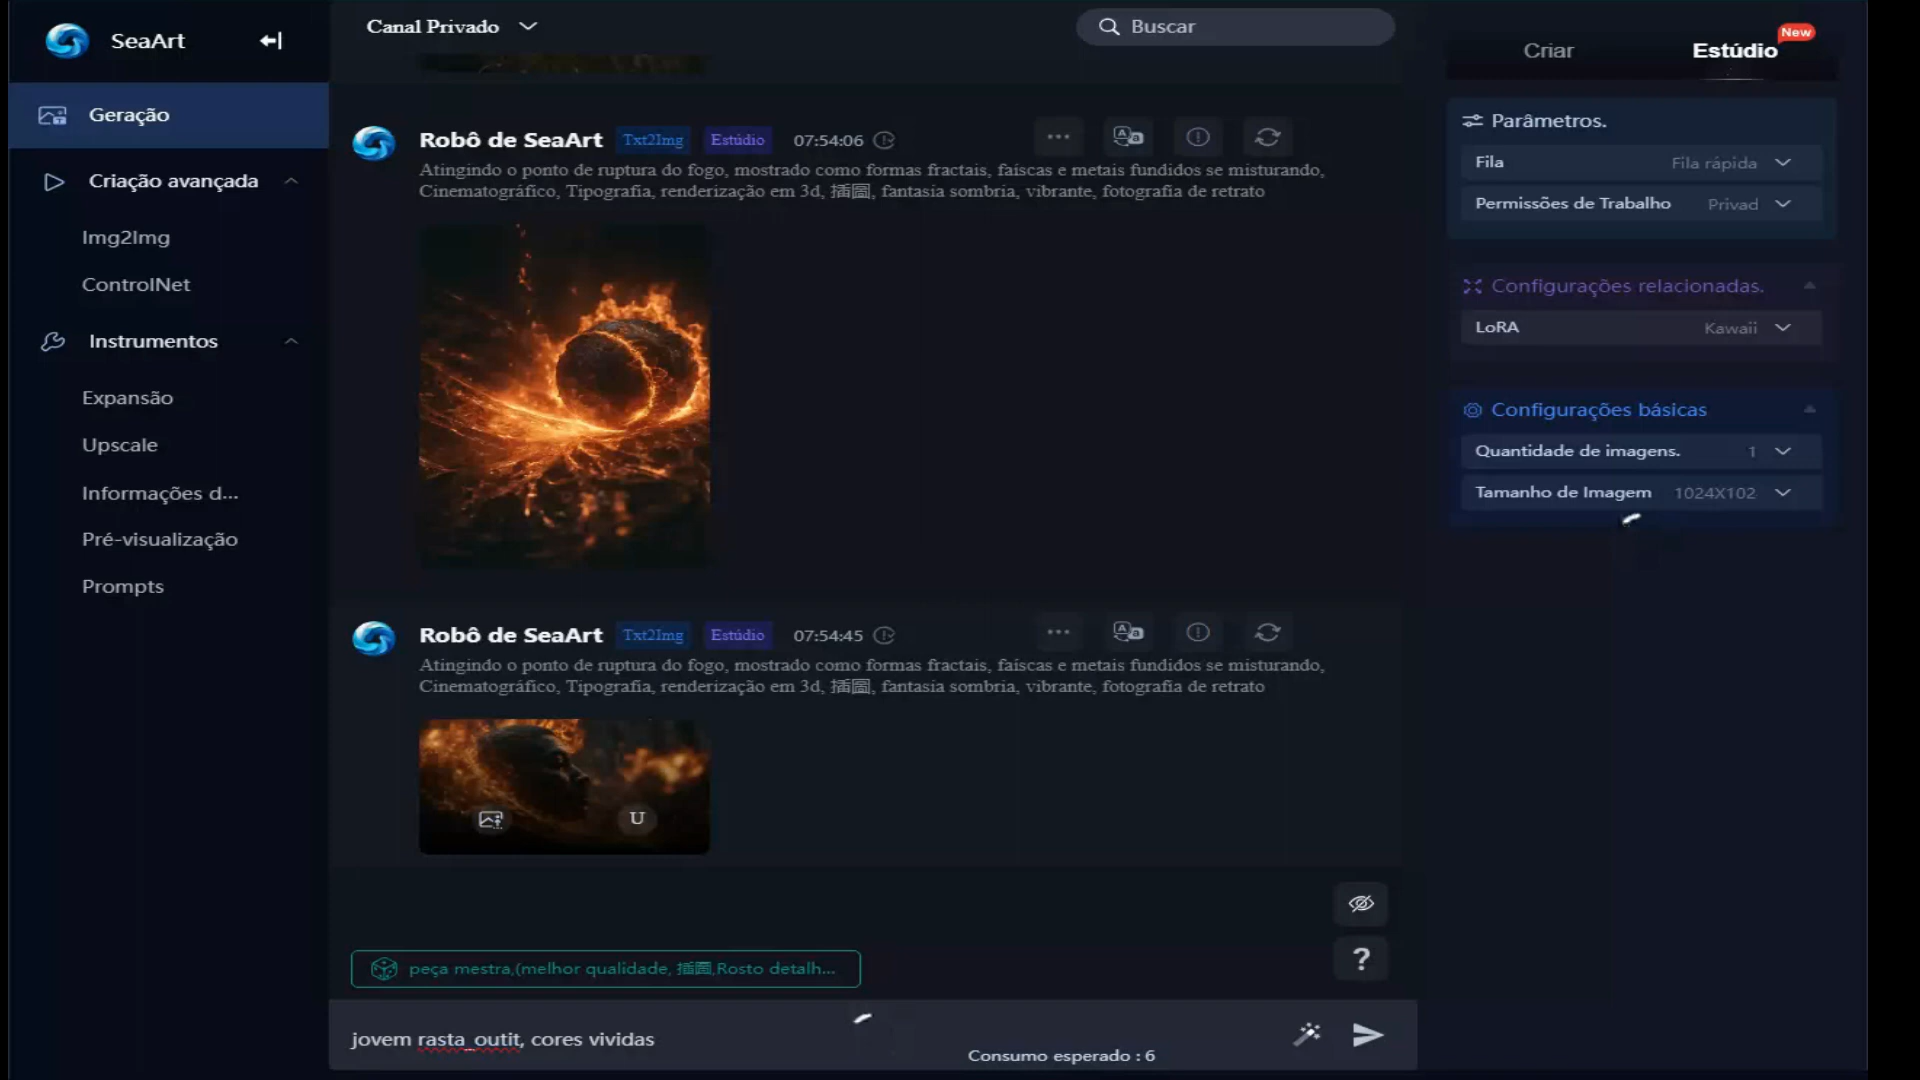 SeaArt
Geração
Criação avançada
Img2Img
ControlNet
Instrumentos
Expansão
Upscale
Informações d...
Pré-visualização
Prompts
Canal Privado
Buscar
Robô de SeaArt Txt2Img Estúdio 07:54:06
Atingindo o ponto de ruptura do fogo, mostrado como formas fractais, faíscas e metais fundidos se misturando,
Cinematográfico, Tipografia, renderização em 3d, 插圖, fantasia sombria, vibrante, fotografia de retrato
Robô de SeaArt Txt2Img Estúdio 07:54:45
Atingindo o ponto de ruptura do fogo, mostrado como formas fractais, faíscas e metais fundidos se misturando,
Cinematográfico, Tipografia, renderização em 3d, 插圖, fantasia sombria, vibrante, fotografia de retrato
U
?
peça mestra,(melhor qualidade, 插圖,Rosto detalh...
jovem rasta outit, cores vividas
Consumo esperado : 6
Criar Estúdio New
Parâmetros.
Fila Fila rápida
Permissões de Trabalho Privad
Configurações relacionadas.
LoRA Kawaii
Configurações básicas
Quantidade de imagens. 1
Tamanho de Imagem 1024X102